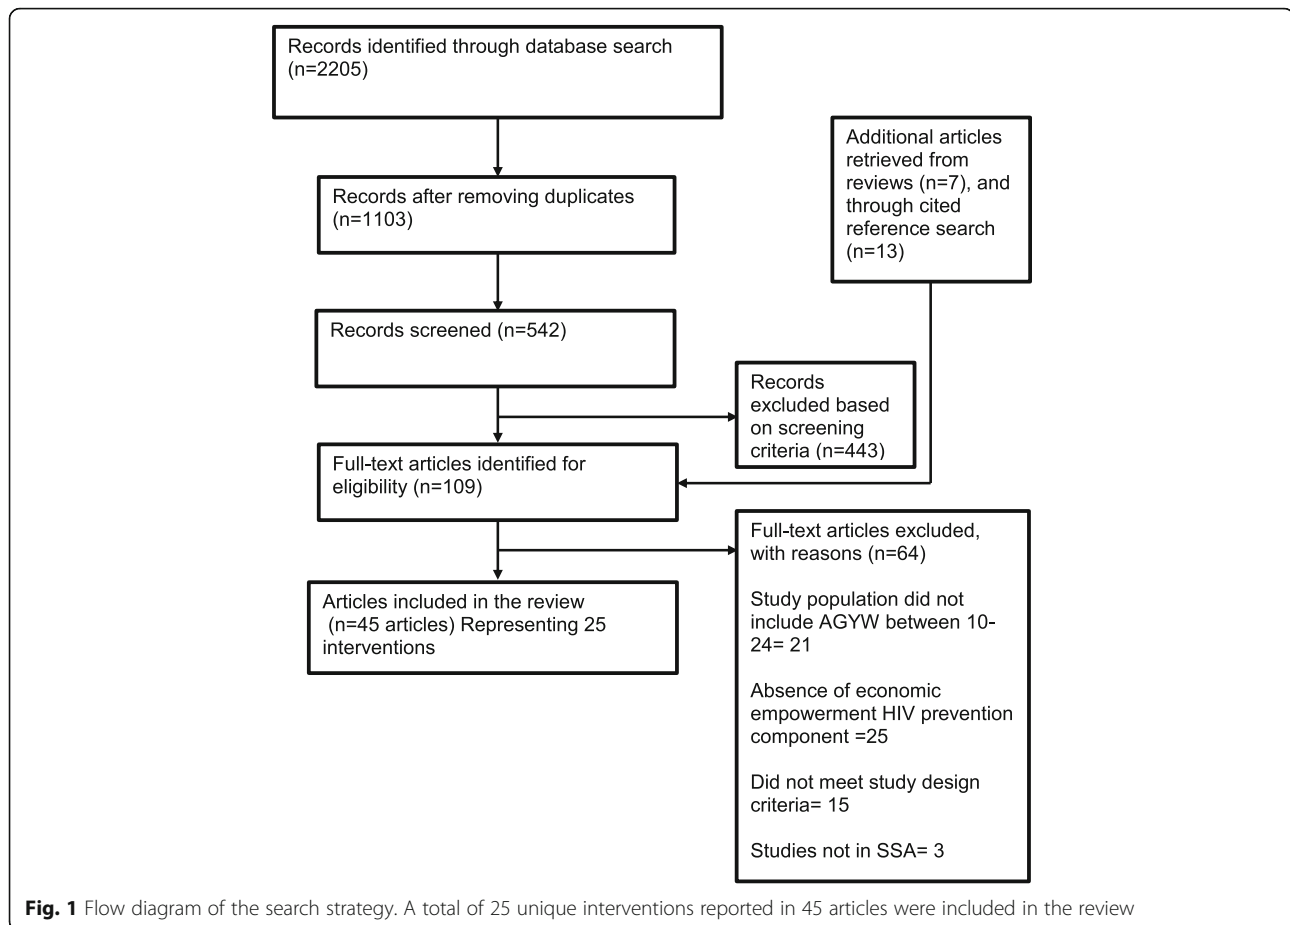 Records identified through database search
(n=2205)
Records after removing duplicates
(n=1103)
Additional articles
retrieved from
reviews (n=7), and
through cited
reference search
(n=13)
Records screened (n=542)
Records
excluded based
on screening
criteria (n=443)
Full-text articles identified for
eligibility (n=109)
Full-text articles excluded,
with reasons (n=64)
Study population did not
include AGYW between 10-
24= 21
Absence of economic
empowerment HIV prevention
component =25
Did not meet study design
criteria= 15
Studies not in SSA= 3
Articles included in the review
(n=45 articles) Representing 25
interventions
Fig. 1 Flow diagram of the search strategy. A total of 25 unique interventions reported in 45 articles were included in the review